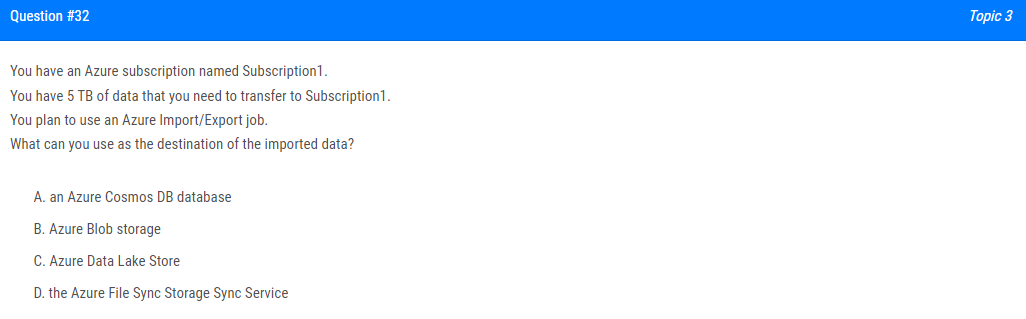 Question #32
Topic 3
You have an Azure subscription named Subscription1.
You have 5 TB of data that you need to transfer to Subscription1.
You plan to use an Azure Import/Export job.
What can you use as the destination of the imported data?
A. an Azure Cosmos DB database
B. Azure Blob storage
C. Azure Data Lake Store
D. the Azure File Sync Storage Sync Service